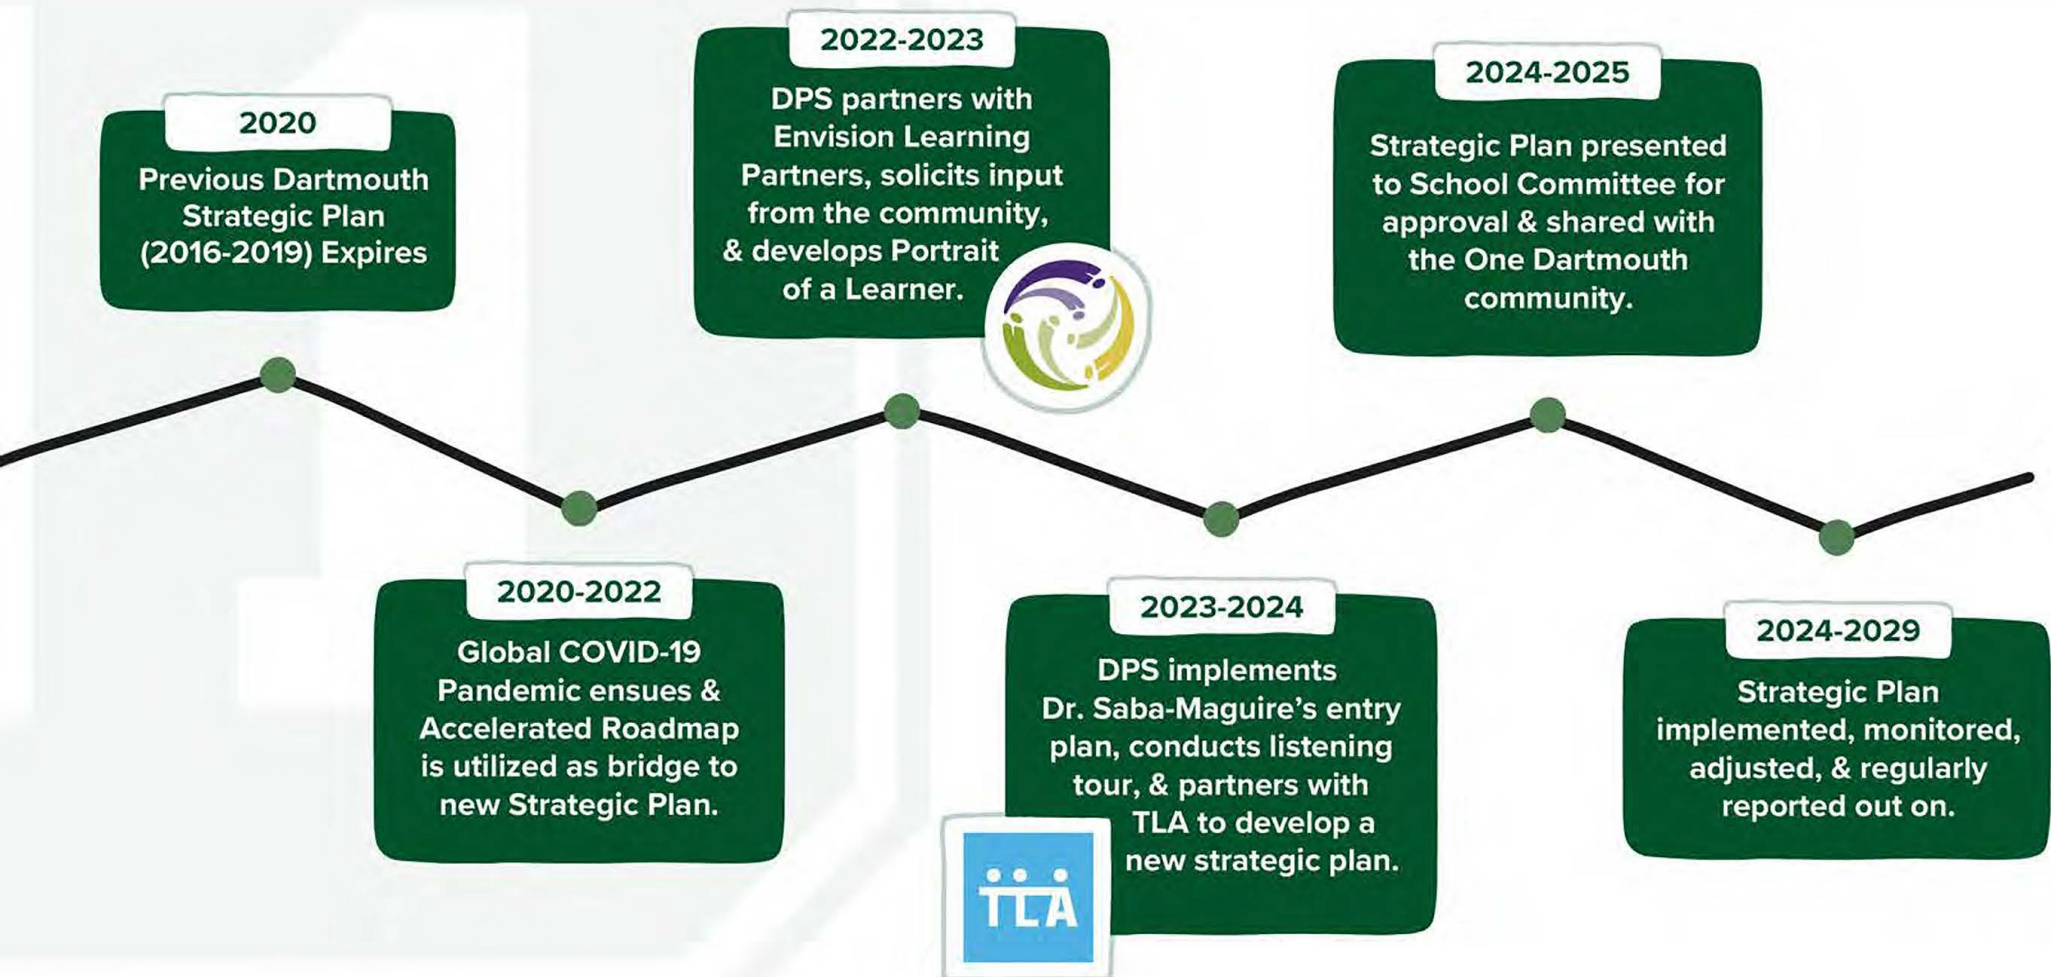 2020
Previous Dartmouth
Strategic Plan
(2016-2019) Expires
2020-2022
Global COVID-19
Pandemic ensues &
Accelerated Roadmap
is utilized as bridge to
new Strategic Plan.
2022-2023
DPS partners with
Envision Learning
Partners, solicits input
from the community,
& develops Portrait
of a Learner.
2023-2024
DPS implements
Dr. Saba-Maguire's entry
plan, conducts listening
tour, & partners with
TLA to develop a
new strategic plan.
TLA
2024-2025
Strategic Plan presented
to School Committee for
approval & shared with
the One Dartmouth
community.
2024-2029
Strategic Plan
implemented, monitored,
adjusted, & regularly
reported out on.